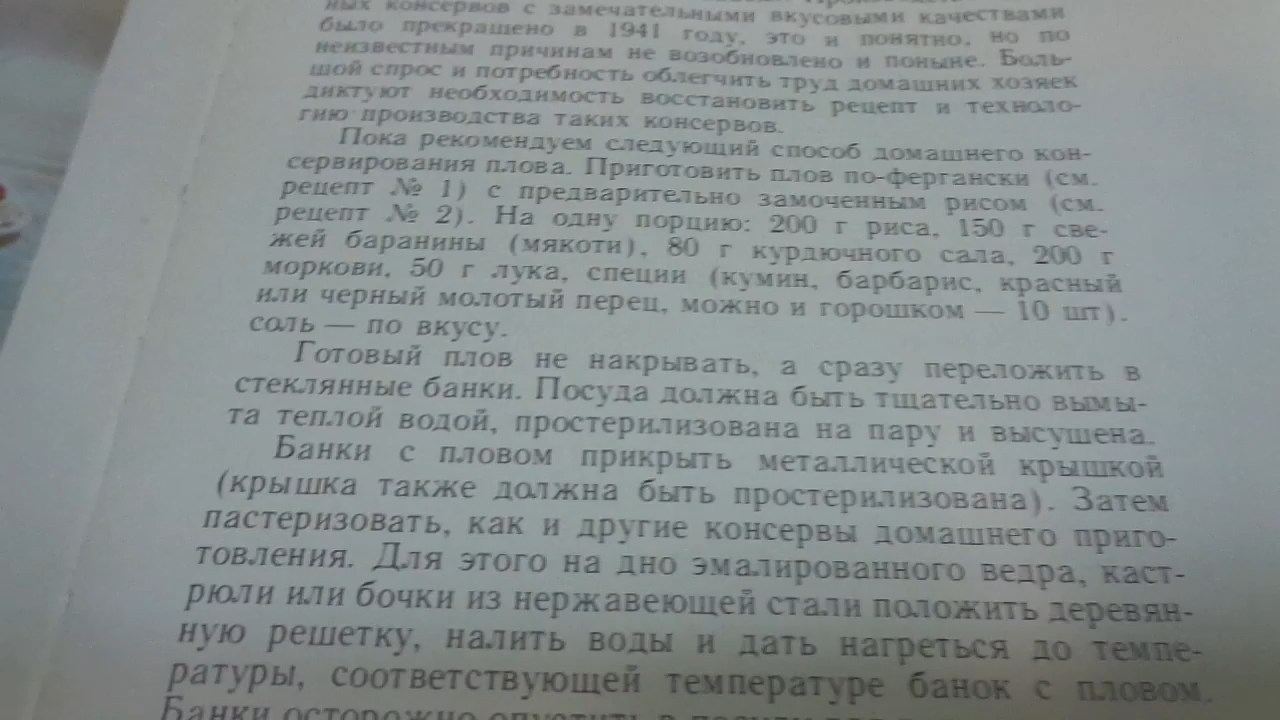 ных консервов с замечательными вкусовыми качествами
было прекращено в 1941 году, это и понятно, но по
неизвестным причинам не возобновлено и поныне. Боль-
шой спрос и потребность облегчить труд домашних хозяек
диктуют необходимость восстановить рецепт и техноло-
гию производства таких консервов.
Пока рекомендуем следующий способ домашнего кон-
сервирования плова. Приготовить плов по-фергански (см.
рецепт № 1) с предварительно замоченным рисом (см.
рецепт № 2). На одну порцию: 200 г риса, 150 г све-
жей баранины (мякоти), 80 г курдючного сала, 200 г
моркови, 50 г лука, специи (кумин, барбарис, красный
или черный молотый перец, можно и горошком — 10 шт).
соль — по вкусу.
Готовый плов не накрывать, а сразу переложить в
стеклянные банки. Посуда должна быть тщательно вымы-
та теплой водой, простерилизована на пару и высушена.
Банки с пловом прикрыть металлической крышкой
(крышка также должна быть простерилизована). Затем
пастеризовать, как и другие консервы домашнего приго-
товления. Для этого на дно эмалированного ведра, каст-
рюли или бочки из нержавеющей стали положить деревян-
ную решетку, налить воды и дать нагреться до темпе-
ратуры, соответствующей температуре банок с пловом.
Банки осторожно опустить в